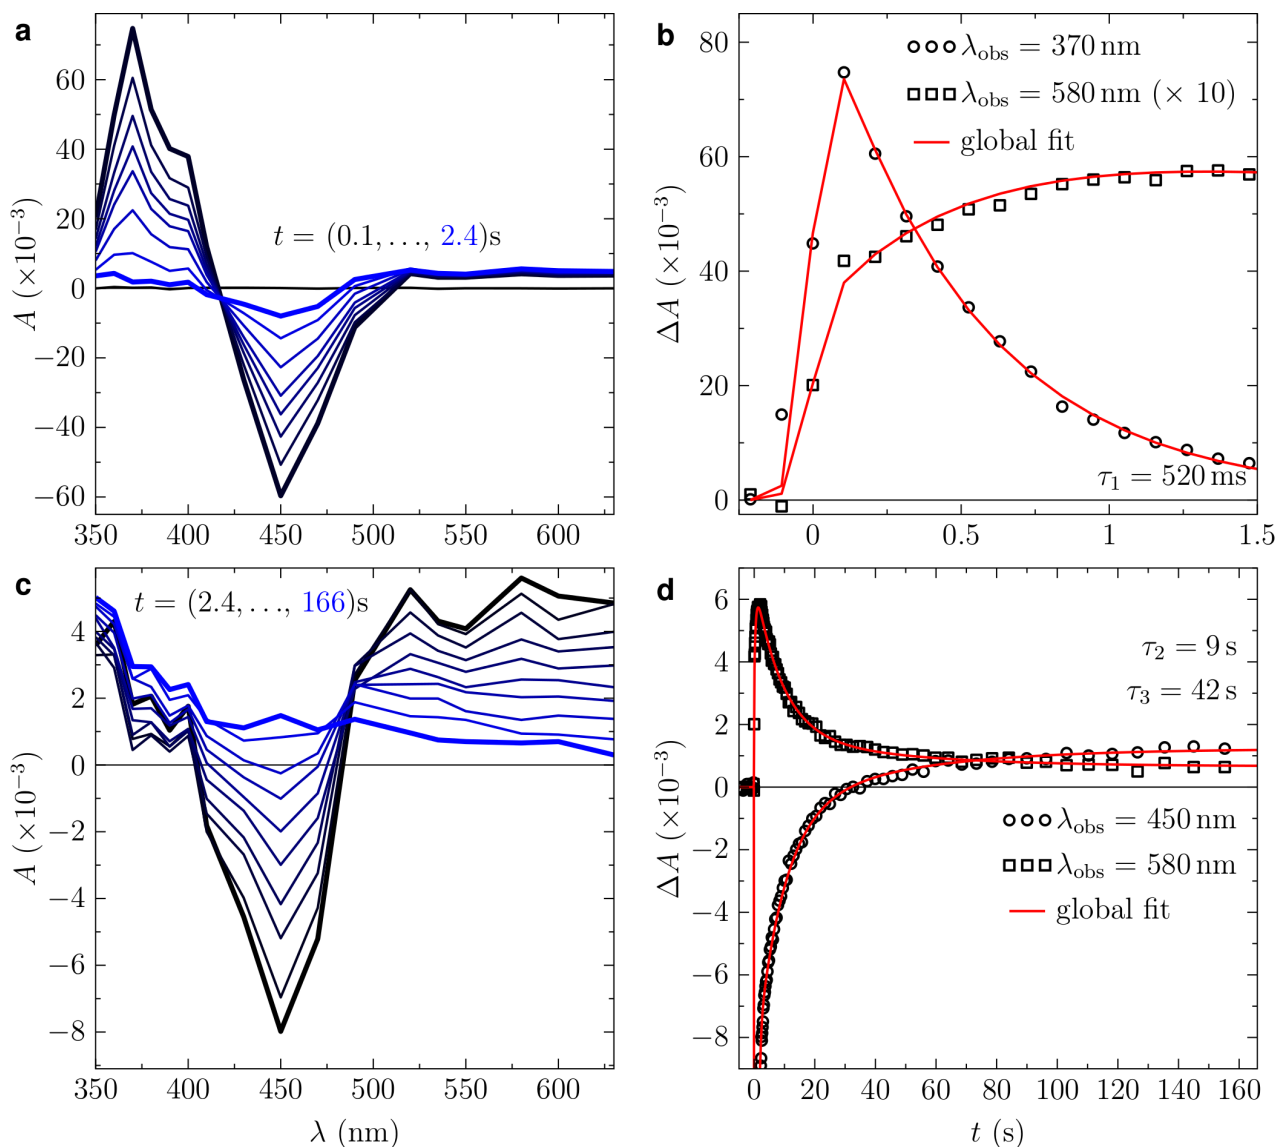 a
A (×10⁻³)
60
40
20
0
−20
−40
−60
t = (0.1, ..., 2.4)s
350 400 450 500 550 600
b
ΔA (×10⁻³)
80
60
40
20
0
λobs = 370 nm
λobs = 580 nm (× 10)
global fit
τ₁ = 520 ms
0 0.5 1 1.5
c
A (×10⁻³)
t = (2.4, ..., 166)s
4
2
0
−2
−4
−6
−8
350 400 450 500 550 600
λ (nm)
d
ΔA (×10⁻³)
6
4
2
0
−2
−4
−6
−8
τ₂ = 9 s
τ₃ = 42 s
λobs = 450 nm
λobs = 580 nm
global fit
0 20 40 60 80 100 120 140 160
t (s)